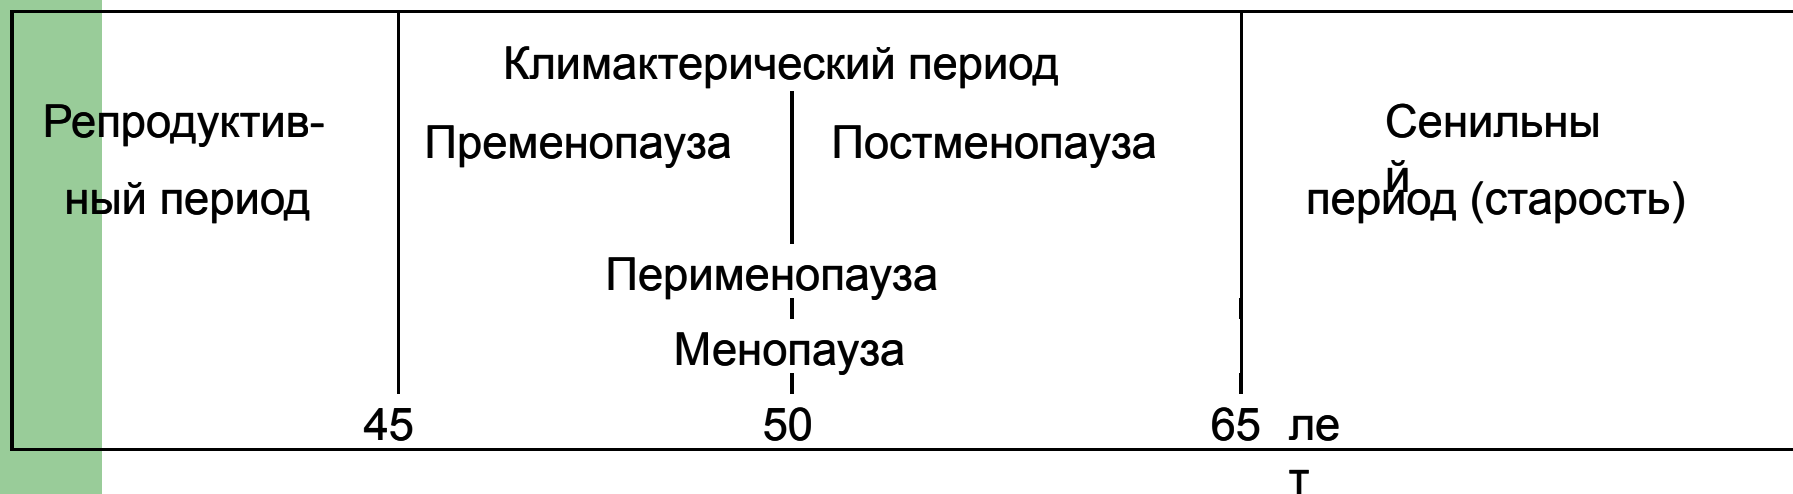 Климактерический период
Репродуктив-
ный период
Пременопауза
Постменопауза
Сенильны
й
период (старость)
Перименопауза
Менопауза
45
50
65
ле
т